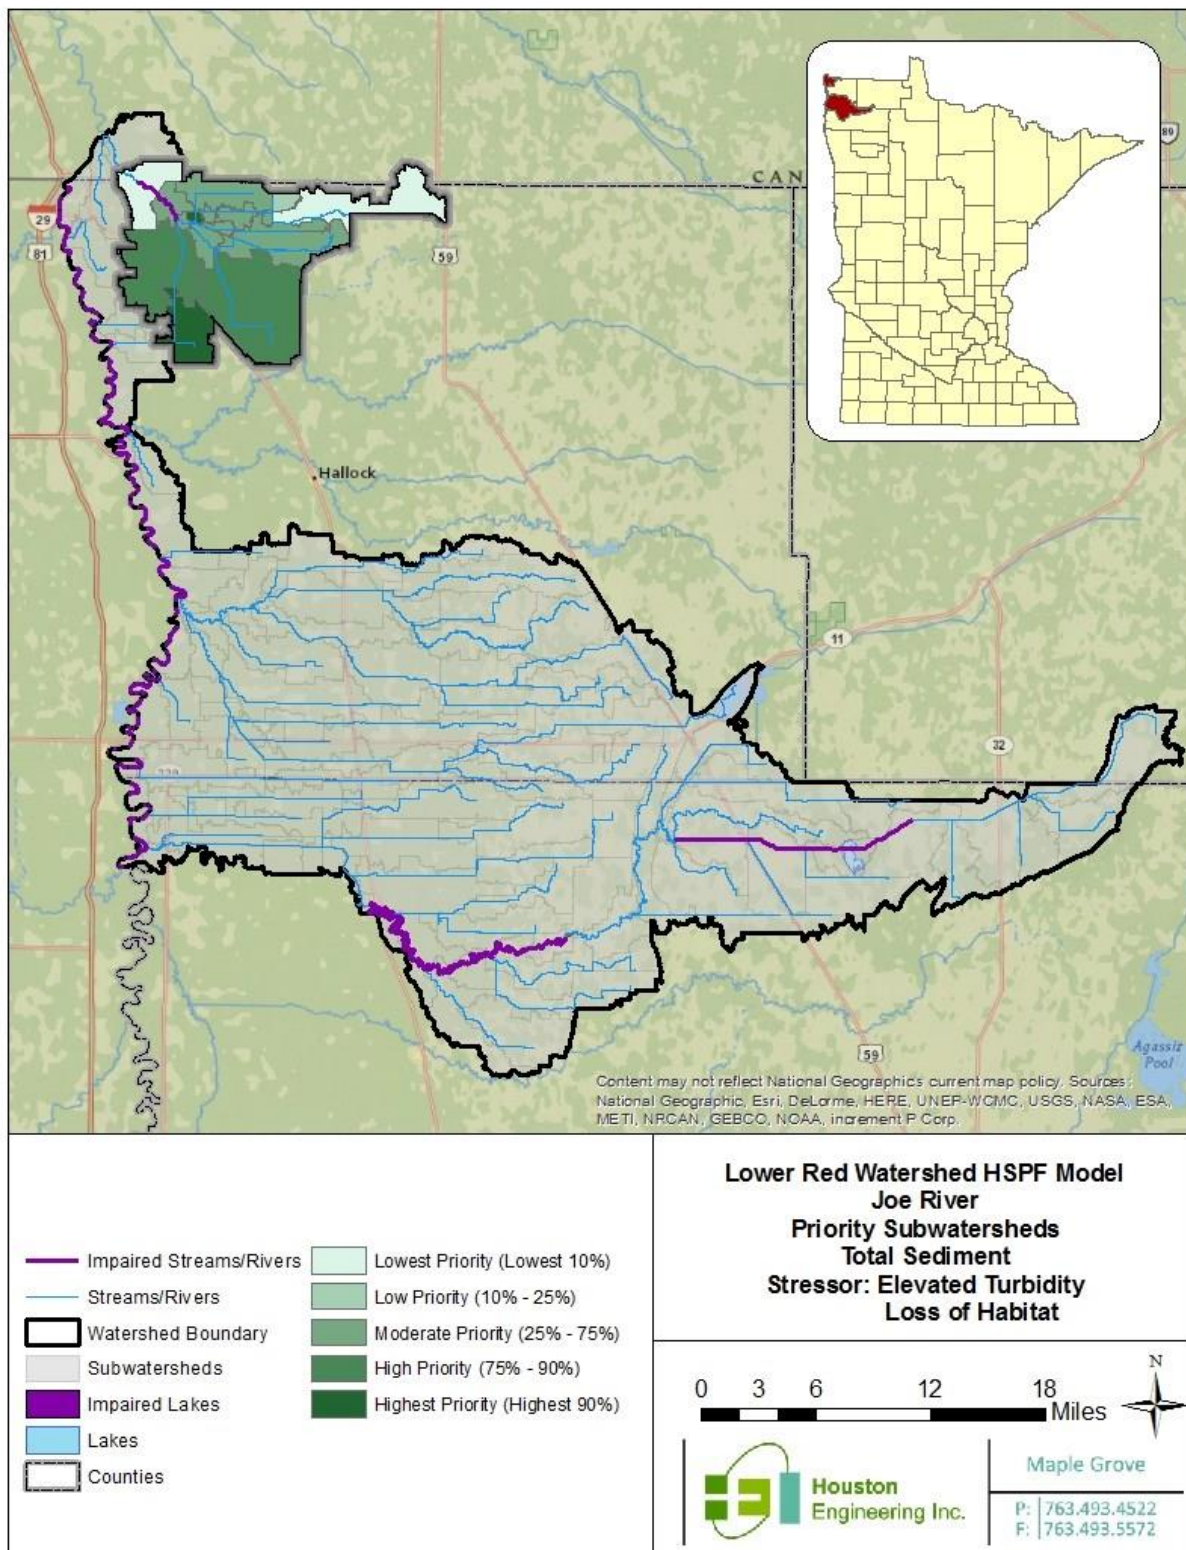 89
CAN
29
81
59
Hallock
11
32
220
59
Agassiz
Pool
Content may not reflect National Geographic's current map policy. Sources:
National Geographic, Esri, DeLorme, HERE, UNEP-WCMC, USGS, NASA, ESA,
METI, NRCAN, GEBCO, NOAA, increment P Corp.
Impaired Streams/Rivers
Streams/Rivers
Watershed Boundary
Subwatersheds
Impaired Lakes
Lakes
Counties
Lowest Priority (Lowest 10%)
Low Priority (10% - 25%)
Moderate Priority (25% - 75%)
High Priority (75% - 90%)
Highest Priority (Highest 90%)
Lower Red Watershed HSPF Model
Joe River
Priority Subwatersheds
Total Sediment
Stressor: Elevated Turbidity
Loss of Habitat
N
0 3 6 12 18
Miles
Houston
Engineering Inc.
Maple Grove
P: 763.493.4522
F: 763.493.5572